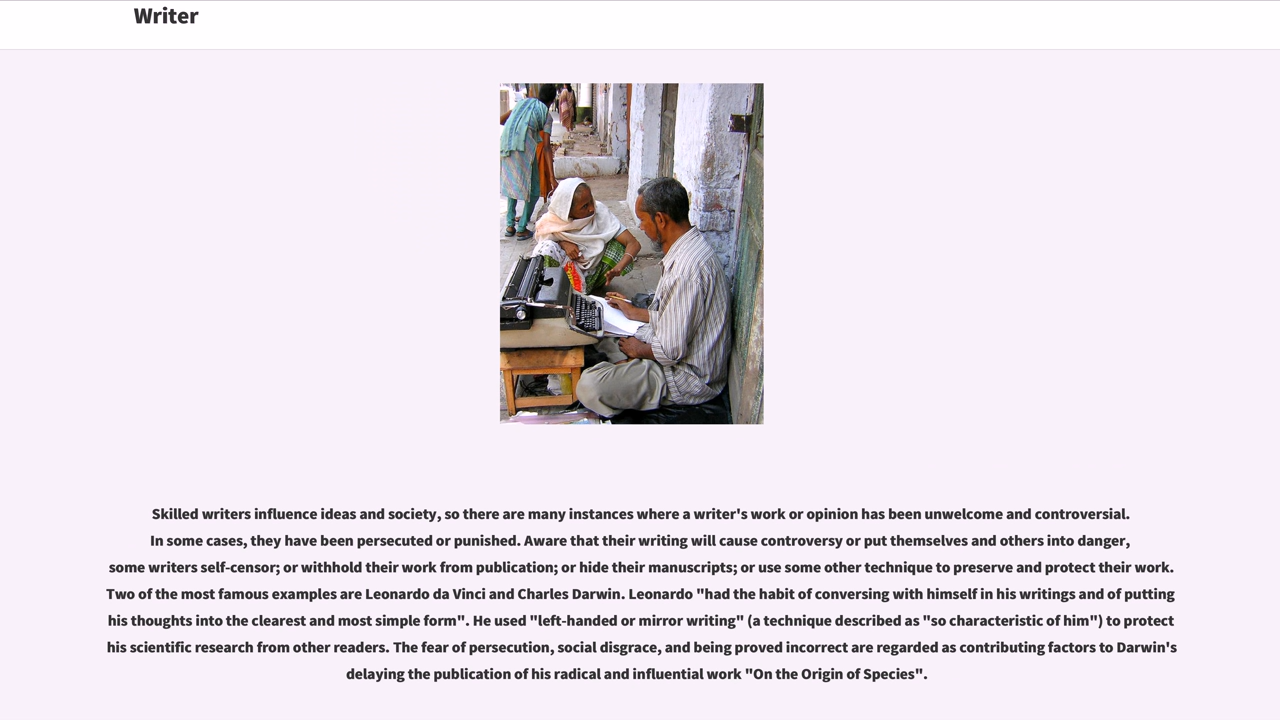 Writer
Skilled writers influence ideas and society, so there are many instances where a writer's work or opinion has been unwelcome and controversial.
In some cases, they have been persecuted or punished. Aware that their writing will cause controversy or put themselves and others into danger,
some writers self-censor; or withhold their work from publication; or hide their manuscripts; or use some other technique to preserve and protect their work.
Two of the most famous examples are Leonardo da Vinci and Charles Darwin. Leonardo "had the habit of conversing with himself in his writings and of putting
his thoughts into the clearest and most simple form". He used "left-handed or mirror writing" (a technique described as "so characteristic of him") to protect
his scientific research from other readers. The fear of persecution, social disgrace, and being proved incorrect are regarded as contributing factors to Darwin's
delaying the publication of his radical and influential work "On the Origin of Species".